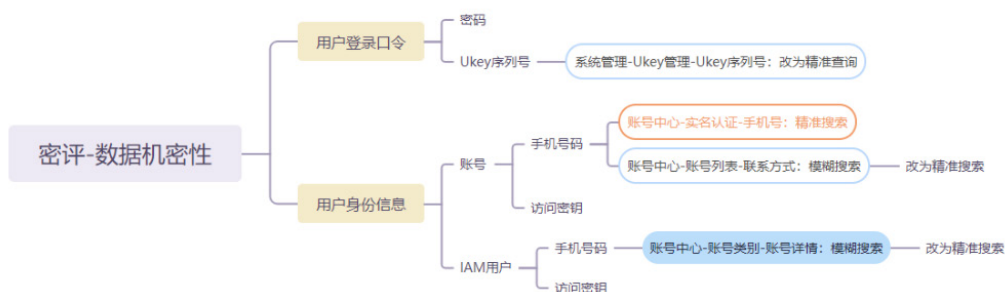 密评-数据机密性
用户登录口令
密码
Ukey序列号
系统管理-Ukey管理-Ukey序列号：改为精准查询
用户身份信息
账号
手机号码
账号中心-实名认证-手机号：精准搜索
账号中心-账号列表-联系方式：模糊搜索
改为精准搜索
访问密钥
IAM用户
手机号码
账号中心-账号类别-账号详情：模糊搜索
改为精准搜索
访问密钥